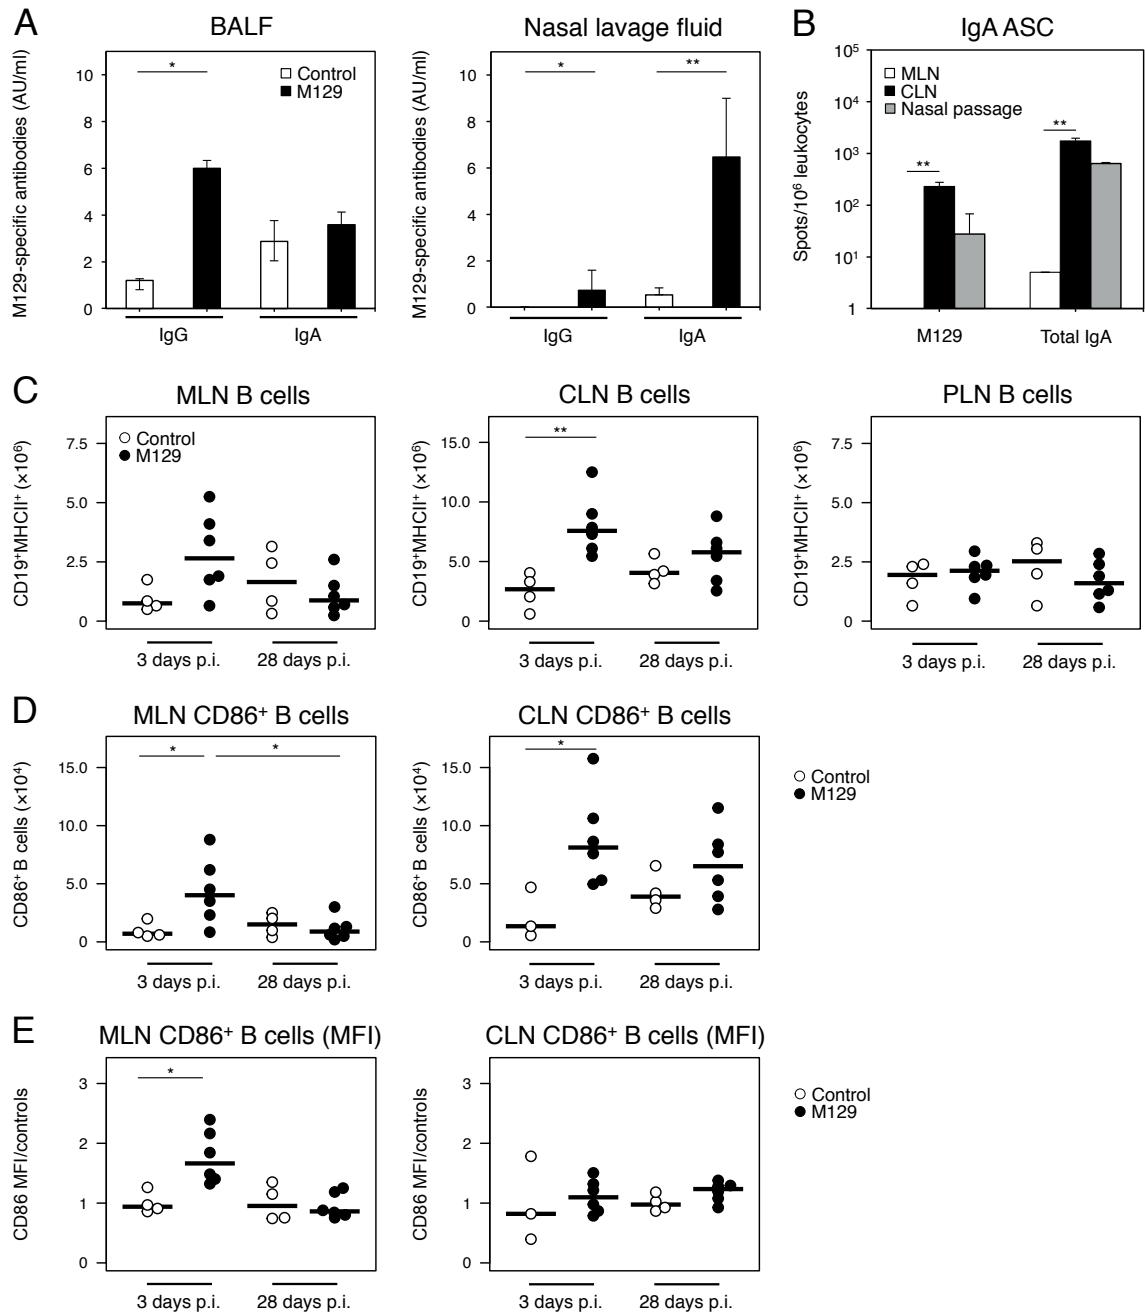 A
BALF
M129-specific antibodies (AU/ml)
10
8
6
4
2
0
*
Control
M129
IgG
IgA
Nasal lavage fluid
M129-specific antibodies (AU/ml)
10
8
6
4
2
0
*
**
IgG
IgA
B
IgA ASC
Spots/10⁶ leukocytes
10⁵
10⁴
10³
10²
10¹
1
MLN
CLN
Nasal passage
**
**
M129
Total IgA
C
MLN B cells
CD19⁺MHCII⁺ (×10⁶)
7.5
5.0
2.5
0
Control
M129
3 days p.i.
28 days p.i.
CLN B cells
CD19⁺MHCII⁺ (×10⁶)
15.0
10.0
5.0
0
**
3 days p.i.
28 days p.i.
PLN B cells
CD19⁺MHCII⁺ (×10⁶)
7.5
5.0
2.5
0
3 days p.i.
28 days p.i.
D
MLN CD86⁺ B cells
CD86⁺ B cells (×10⁴)
15.0
10.0
5.0
0
*
*
3 days p.i.
28 days p.i.
CLN CD86⁺ B cells
CD86⁺ B cells (×10⁴)
15.0
10.0
5.0
0
*
3 days p.i.
28 days p.i.
Control
M129
E
MLN CD86⁺ B cells (MFI)
CD86 MFI/controls
3
2
1
0
*
3 days p.i.
28 days p.i.
CLN CD86⁺ B cells (MFI)
CD86 MFI/controls
3
2
1
0
3 days p.i.
28 days p.i.
Control
M129